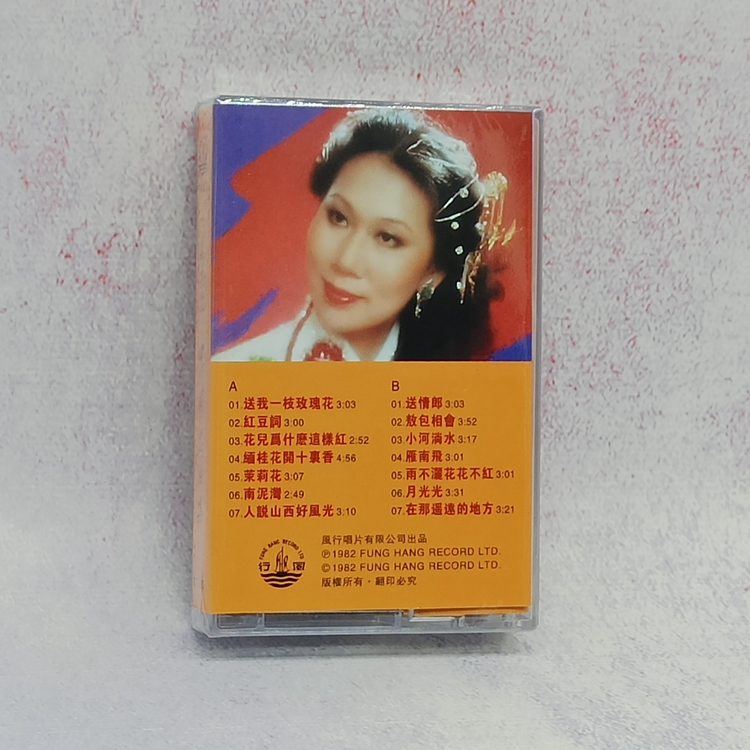 A
01.送我一枝玫瑰花 3:03
02.紅豆詞 3:00
03.花兒爲什麽這樣紅 2:52
04.緬桂花開十裏香 4:56
05.茉莉花 3:07
06.南泥灣 2:49
07.人説山西好風光 3:10
B
01.送情郎 3:03
02.敖包相會 3:52
03.小河淌水 3:17
04.雁南飛 3:01
05.雨不灑花花不紅 3:01
06.月光光 3:31
07.在那遥遠的地方 3:21
FUNG HANG RECORD LTD
行風
風行唱片有限公司出品
℗1982 FUNG HANG RECORD LTD.
©1982 FUNG HANG RECORD LTD.
版權所有·翻印必究